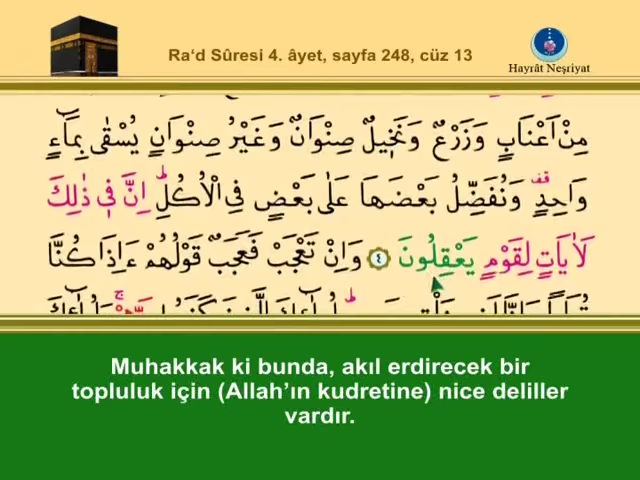 Ra‘d Sûresi 4. âyet, sayfa 248, cüz 13
Hayrât Neşriyat
مِنْ اَعْنَابٍ وَزَرْعٌ وَنَخ۪يلٌ صِنْوَانٌ وَغَيْرُ صِنْوَانٍ يُسْقٰى بِمَٓاءٍ
وَاحِدٍ وَنُفَضِّلُ بَعْضَهَا عَلٰى بَعْضٍ فِي الْاُكُلِ اِنَّ ف۪ي ذٰلِكَ
لَاٰيَاتٍ لِقَوْمٍ يَعْقِلُونَ ٤ وَاِنْ تَعْجَبْ فَعَجَبٌ قَوْلُهُمْ ءَاِذَا كُنَّا
Muhakkak ki bunda, akıl erdirecek bir
topluluk için (Allah’ın kudretine) nice deliller
vardır.